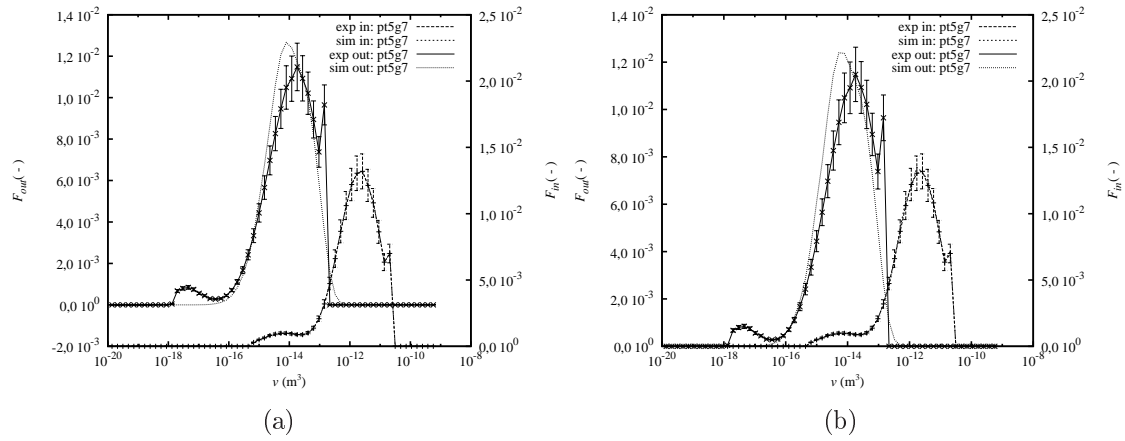 1,4 10⁻²
1,2 10⁻²
1,0 10⁻²
8,0 10⁻³
6,0 10⁻³
4,0 10⁻³
2,0 10⁻³
0,0 10⁰
-2,0 10⁻³
F_out(-)
2,5 10⁻²
2,0 10⁻²
1,5 10⁻²
1,0 10⁻²
5,0 10⁻³
0,0 10⁰
F_in(-)
exp in: pt5g7
sim in: pt5g7
exp out: pt5g7
sim out: pt5g7
10⁻²⁰ 10⁻¹⁸ 10⁻¹⁶ 10⁻¹⁴ 10⁻¹² 10⁻¹⁰ 10⁻⁸
v (m³)
(a)
1,4 10⁻²
1,2 10⁻²
1,0 10⁻²
8,0 10⁻³
6,0 10⁻³
4,0 10⁻³
2,0 10⁻³
0,0 10⁰
F_out(-)
2,5 10⁻²
2,0 10⁻²
1,5 10⁻²
1,0 10⁻²
5,0 10⁻³
0,0 10⁰
F_in(-)
exp in: pt5g7
sim in: pt5g7
exp out: pt5g7
sim out: pt5g7
10⁻²⁰ 10⁻¹⁸ 10⁻¹⁶ 10⁻¹⁴ 10⁻¹² 10⁻¹⁰ 10⁻⁸
v (m³)
(b)